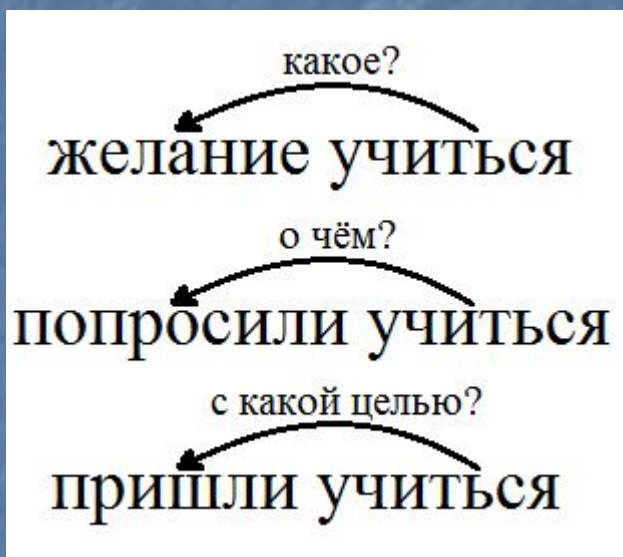 какое?
желание учиться
о чём?
попросили учиться
с какой целью?
пришли учиться